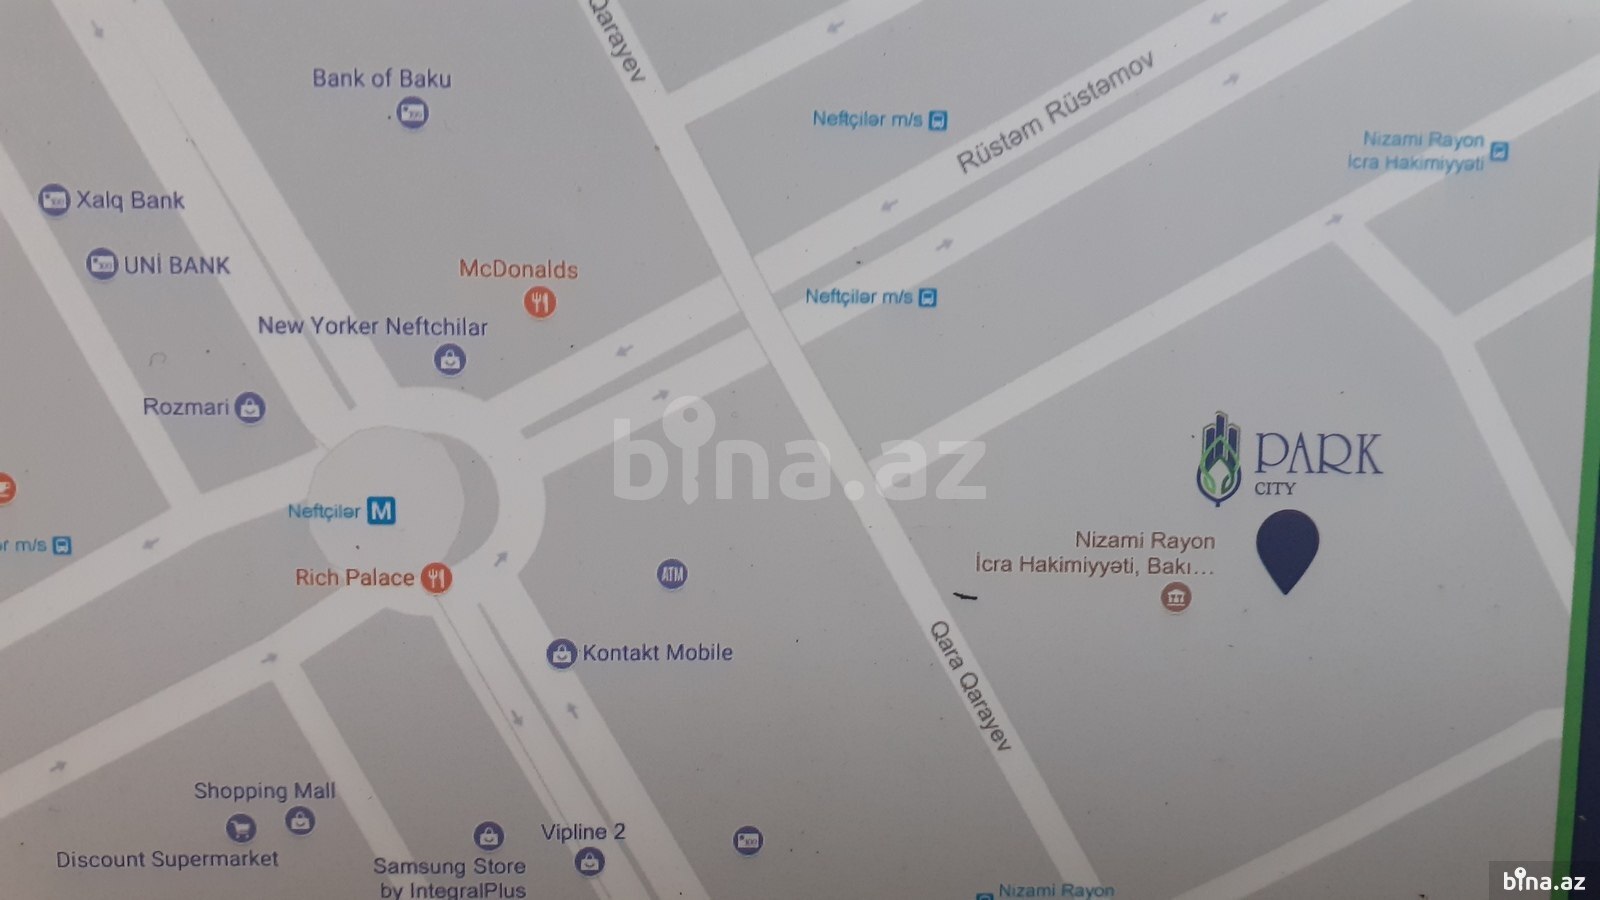 Qarayev
Bank of Baku
Neftçilər m/s
Rüstəm Rüstəmov
Nizami Rayon
İcra Hakimiyyəti
Xalq Bank
UNİ BANK
McDonalds
Neftçilər m/s
New Yorker Neftchilar
Rozmari
bina.az
PARK
CITY
Neftçilər M
r m/s
Nizami Rayon
İcra Hakimiyyəti, Bakı...
Rich Palace
ATM
Kontakt Mobile
Qara Qarayev
Shopping Mall
Vipline 2
Discount Supermarket
Samsung Store
by IntegralPlus
Nizami Rayon
bina.az